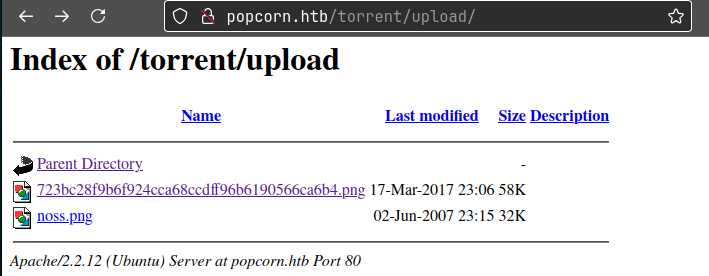 popcorn.htb/torrent/upload/
Index of /torrent/upload
Name Last modified Size Description
Parent Directory -
723bc28f9b6f924cca68ccdff96b6190566ca6b4.png 17-Mar-2017 23:06 58K
noss.png 02-Jun-2007 23:15 32K
Apache/2.2.12 (Ubuntu) Server at popcorn.htb Port 80